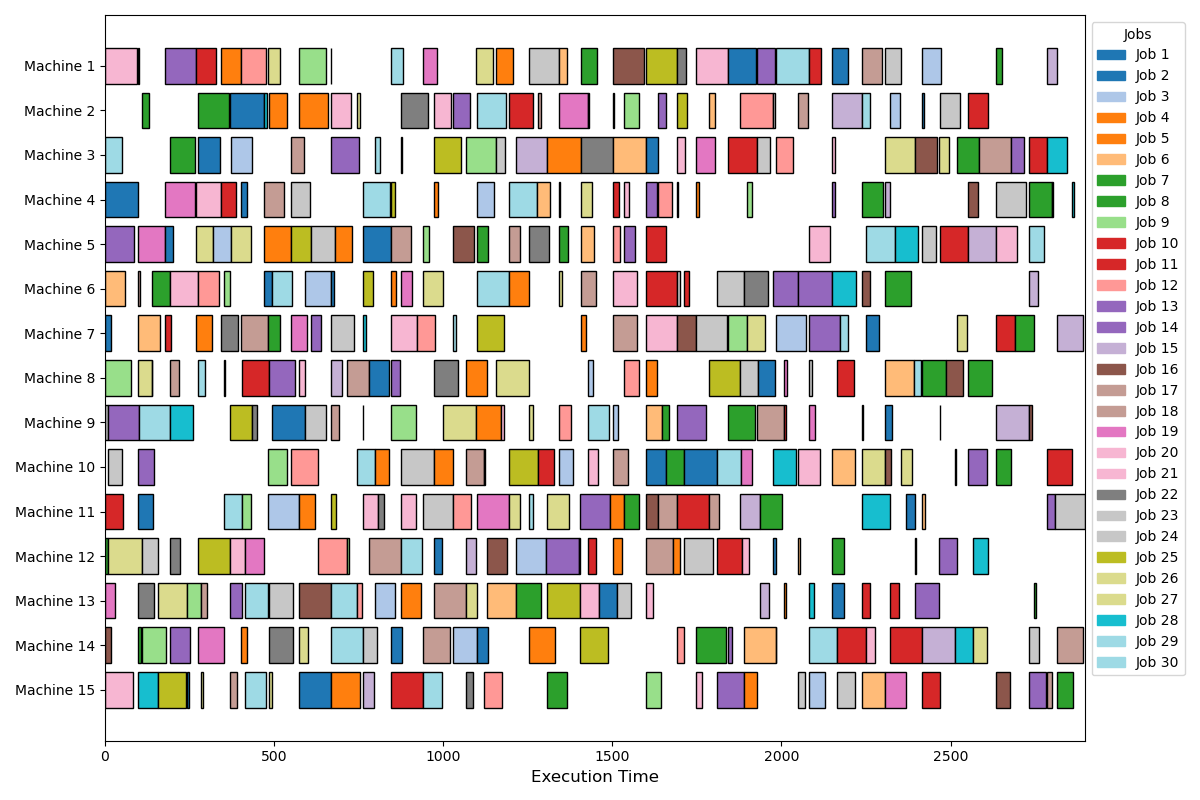 Machine 1
Machine 2
Machine 3
Machine 4
Machine 5
Machine 6
Machine 7
Machine 8
Machine 9
Machine 10
Machine 11
Machine 12
Machine 13
Machine 14
Machine 15
0 500 1000 1500 2000 2500
Execution Time
Jobs
Job 1
Job 2
Job 3
Job 4
Job 5
Job 6
Job 7
Job 8
Job 9
Job 10
Job 11
Job 12
Job 13
Job 14
Job 15
Job 16
Job 17
Job 18
Job 19
Job 20
Job 21
Job 22
Job 23
Job 24
Job 25
Job 26
Job 27
Job 28
Job 29
Job 30